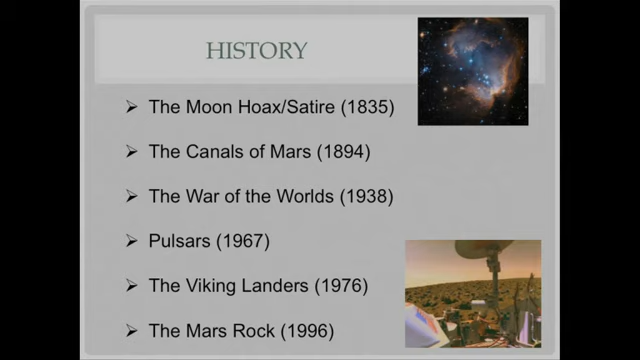 HISTORY
The Moon Hoax/Satire (1835)
The Canals of Mars (1894)
The War of the Worlds (1938)
Pulsars (1967)
The Viking Landers (1976)
The Mars Rock (1996)